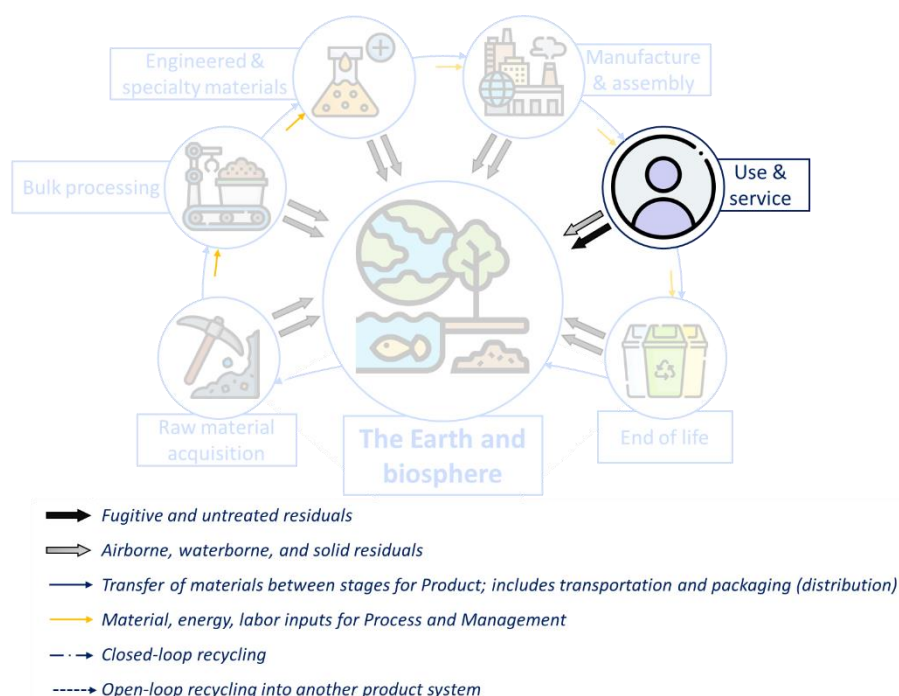 Engineered &
specialty materials
Manufacture
& assembly
Bulk processing
Use &
service
Raw material
acquisition
The Earth and
biosphere
End of life
Fugitive and untreated residuals
Airborne, waterborne, and solid residuals
Transfer of materials between stages for Product; includes transportation and packaging (distribution)
Material, energy, labor inputs for Process and Management
Closed-loop recycling
Open-loop recycling into another product system